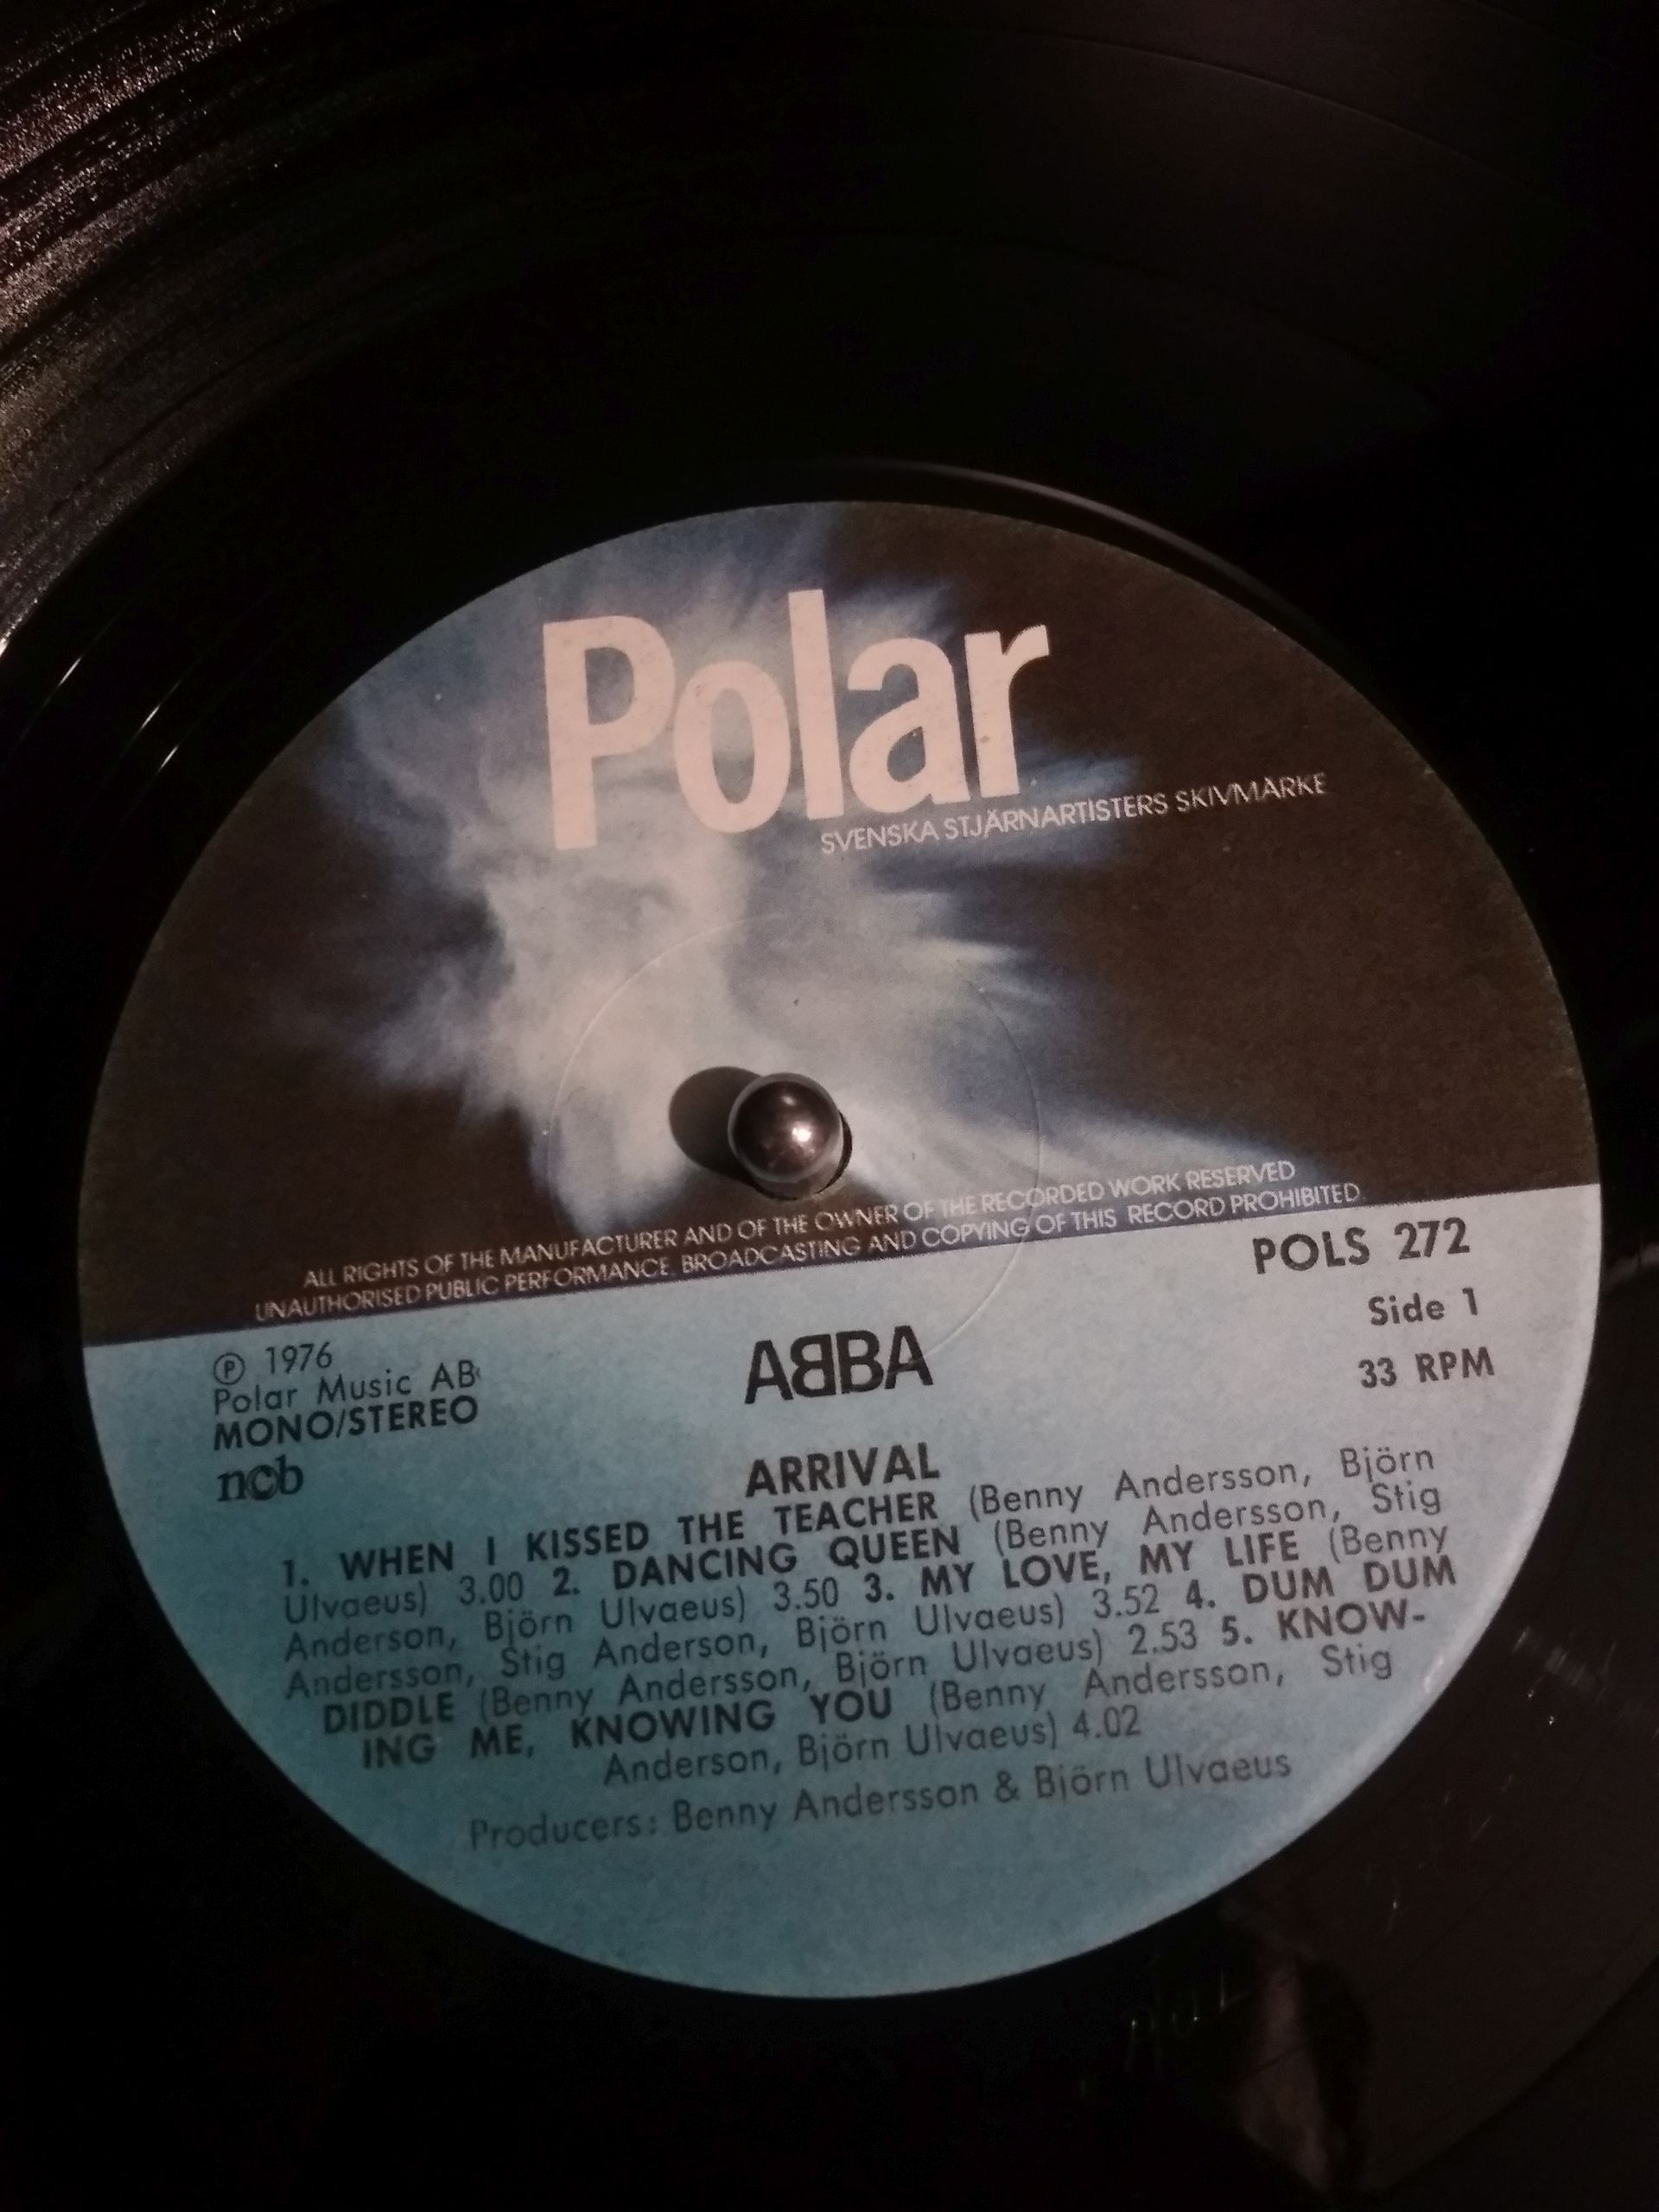 Polar
SVENSKA STJÄRNARTISTERS SKIVMÄRKE
ALL RIGHTS OF THE MANUFACTURER AND OF THE OWNER OF THE RECORDED WORK RESERVED
UNAUTHORISED PUBLIC PERFORMANCE, BROADCASTING AND COPYING OF THIS RECORD PROHIBITED
POLS 272
Side 1
33 RPM
℗ 1976
Polar Music AB
MONO/STEREO
ncb
ABBA
ARRIVAL
1. WHEN I KISSED THE TEACHER (Benny Andersson, Björn
Ulvaeus) 3.00 2. DANCING QUEEN (Benny Andersson, Stig
Anderson, Björn Ulvaeus) 3.50 3. MY LOVE, MY LIFE (Benny
Andersson, Stig Anderson, Björn Ulvaeus) 3.52 4. DUM DUM
DIDDLE (Benny Andersson, Björn Ulvaeus) 2.53 5. KNOW-
ING ME, KNOWING YOU (Benny Andersson, Stig
Anderson, Björn Ulvaeus) 4.02
Producers: Benny Andersson & Björn Ulvaeus